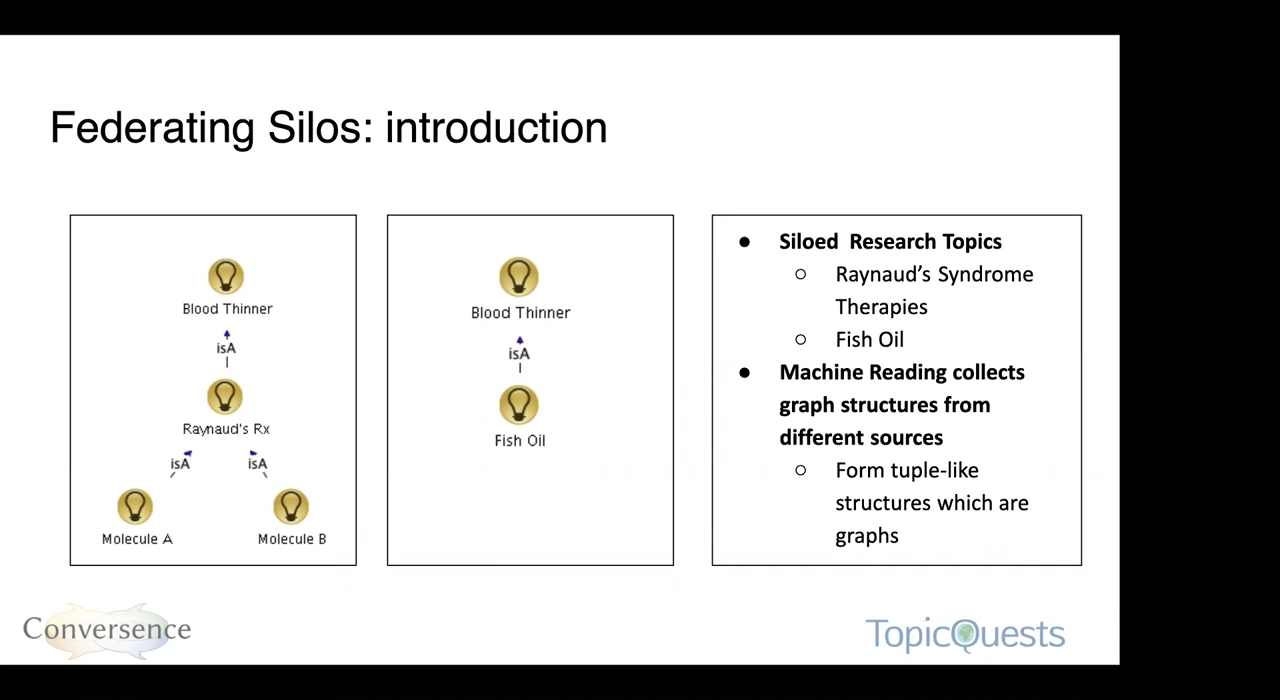 Federating Silos: introduction
Blood Thinner
isA
Raynaud's Rx
isA
isA
Molecule A
Molecule B
Blood Thinner
isA
Fish Oil
● Siloed Research Topics
○ Raynaud’s Syndrome
Therapies
○ Fish Oil
● Machine Reading collects
graph structures from
different sources
○ Form tuple-like
structures which are
graphs
Conversence
TopicQuests